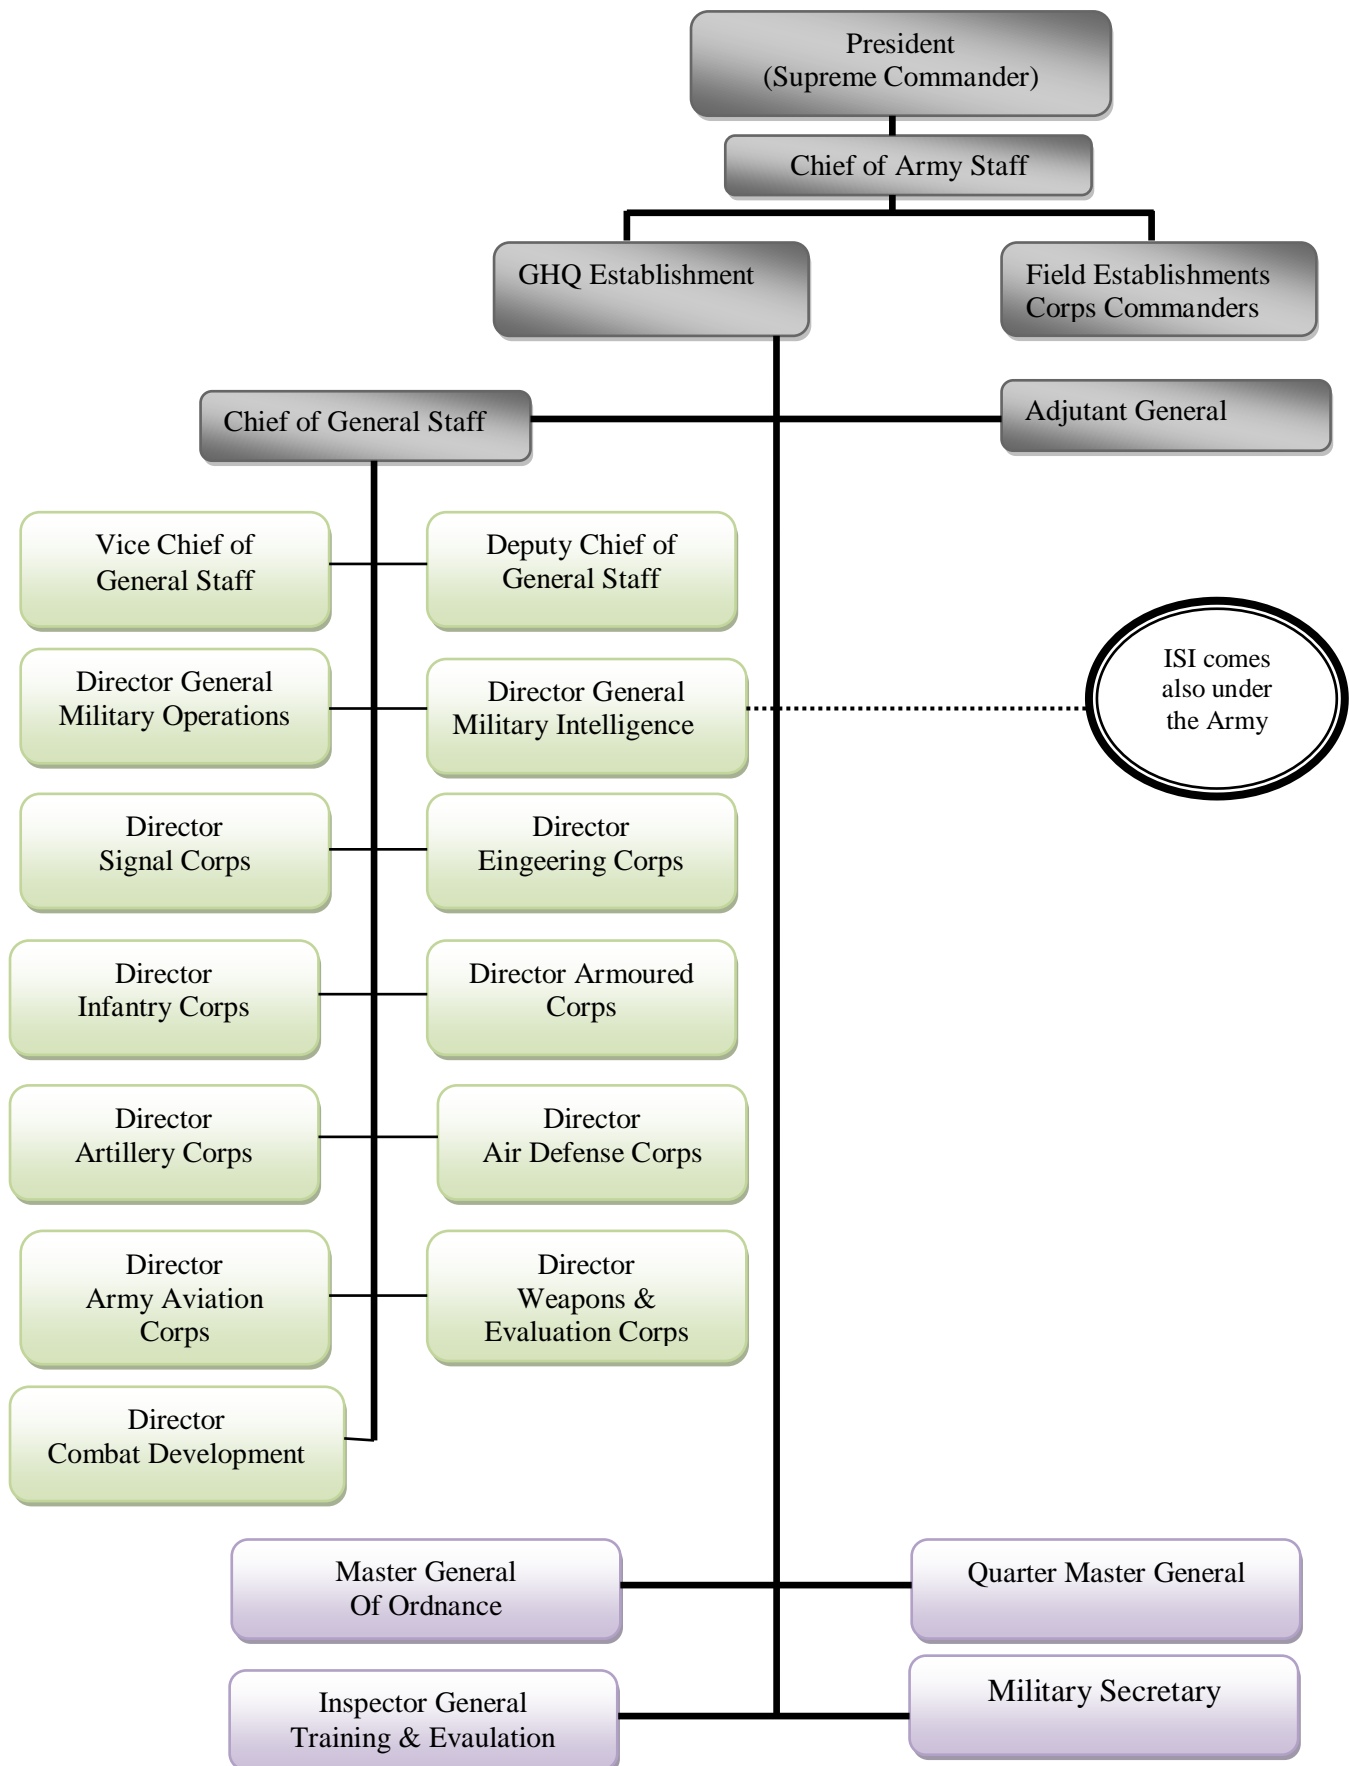 President
(Supreme Commander)
Chief of Army Staff
GHQ Establishment
Field Establishments
Corps Commanders
Chief of General Staff
Adjutant General
Vice Chief of
General Staff
Deputy Chief of
General Staff
Director General
Military Operations
Director General
Military Intelligence
ISI comes
also under
the Army
Director
Signal Corps
Director
Eingeering Corps
Director
Infantry Corps
Director Armoured
Corps
Director
Artillery Corps
Director
Air Defense Corps
Director
Army Aviation
Corps
Director
Weapons &
Evaluation Corps
Director
Combat Development
Master General
Of Ordnance
Quarter Master General
Inspector General
Training & Evaulation
Military Secretary